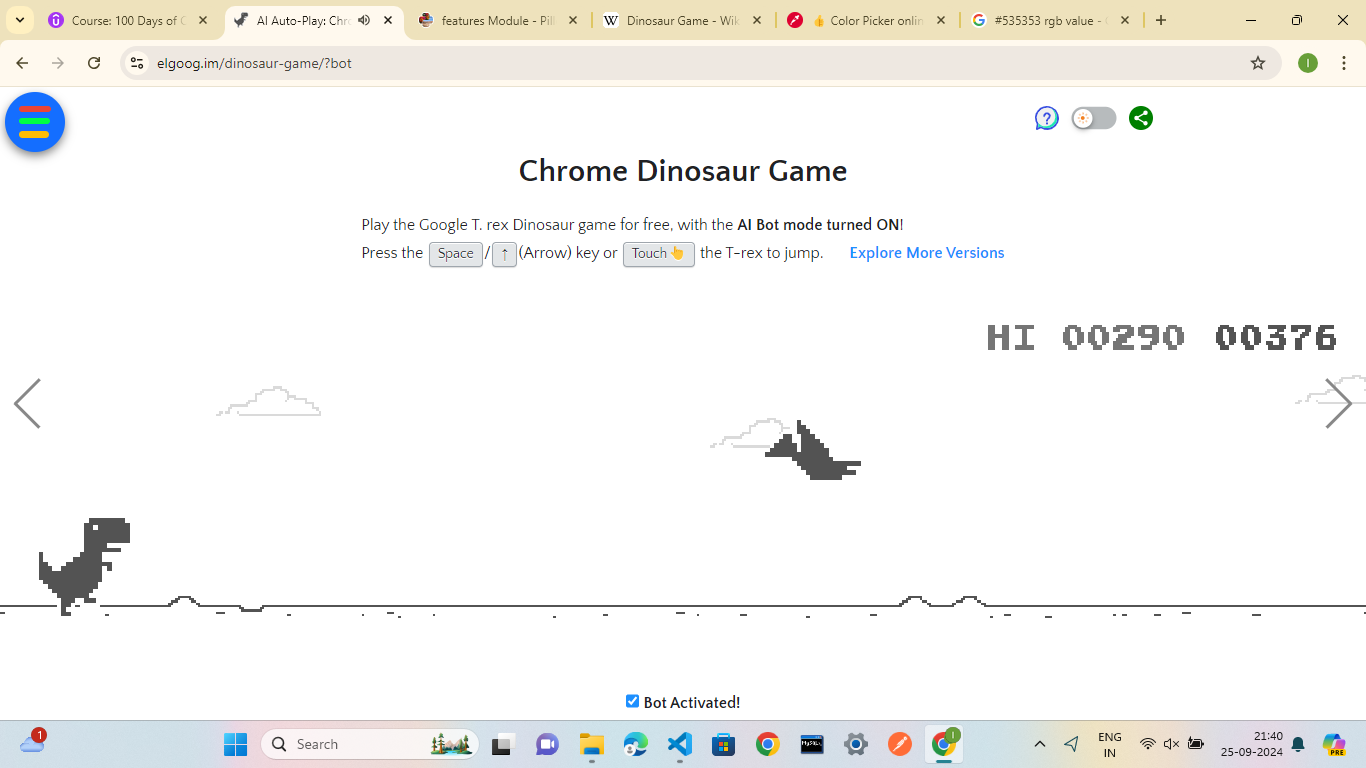 Course: 100 Days of C
AI Auto-Play: Chr
features Module - Pill
Dinosaur Game - Wik
👍 Color Picker onlin
#535353 rgb value -
elgoog.im/dinosaur-game/?bot
I
Chrome Dinosaur Game
Play the Google T. rex Dinosaur game for free, with the AI Bot mode turned ON!
Press the Space / ↑ (Arrow) key or Touch👆 the T-rex to jump. Explore More Versions
HI 00290 00376
Bot Activated!
1
Search
MySQL
I
ENG
IN
21:40
25-09-2024
PRE